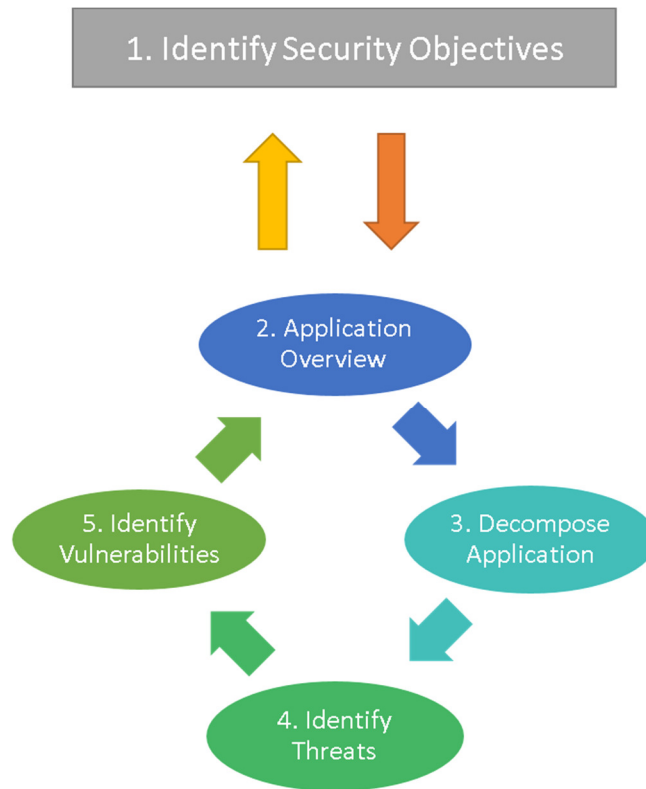 1. Identify Security Objectives
2. Application
Overview
5. Identify
Vulnerabilities
3. Decompose
Application
4. Identify
Threats